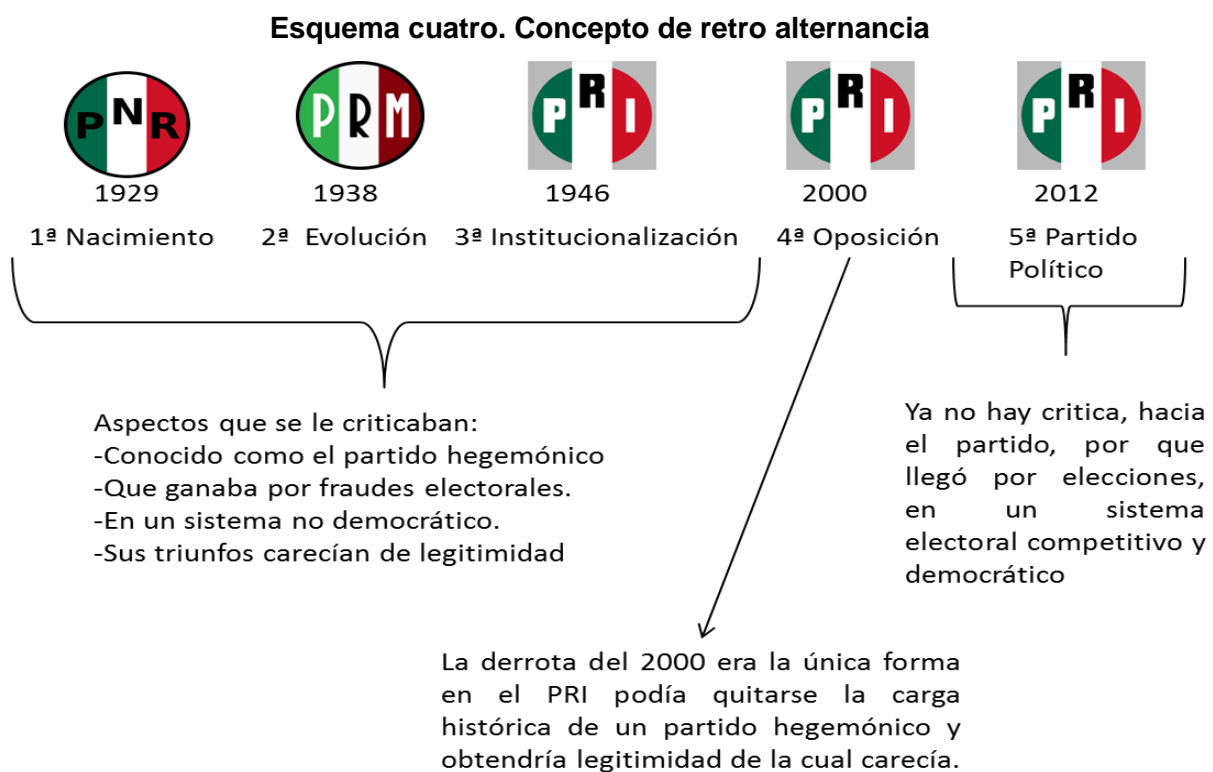 Esquema cuatro. Concepto de retro alternancia
PNR
PRM
PRI
PRI
PRI
1929
1938
1946
2000
2012
1ª Nacimiento
2ª Evolución
3ª Institucionalización
4ª Oposición
5ª Partido
Político
Aspectos que se le criticaban:
-Conocido como el partido hegemónico
-Que ganaba por fraudes electorales.
-En un sistema no democrático.
-Sus triunfos carecían de legitimidad
La derrota del 2000 era la única forma
en el PRI podía quitarse la carga
histórica de un partido hegemónico y
obtendría legitimidad de la cual carecía.
Ya no hay critica, hacia
el partido, por que
llegó por elecciones,
en un sistema
electoral competitivo y
democrático